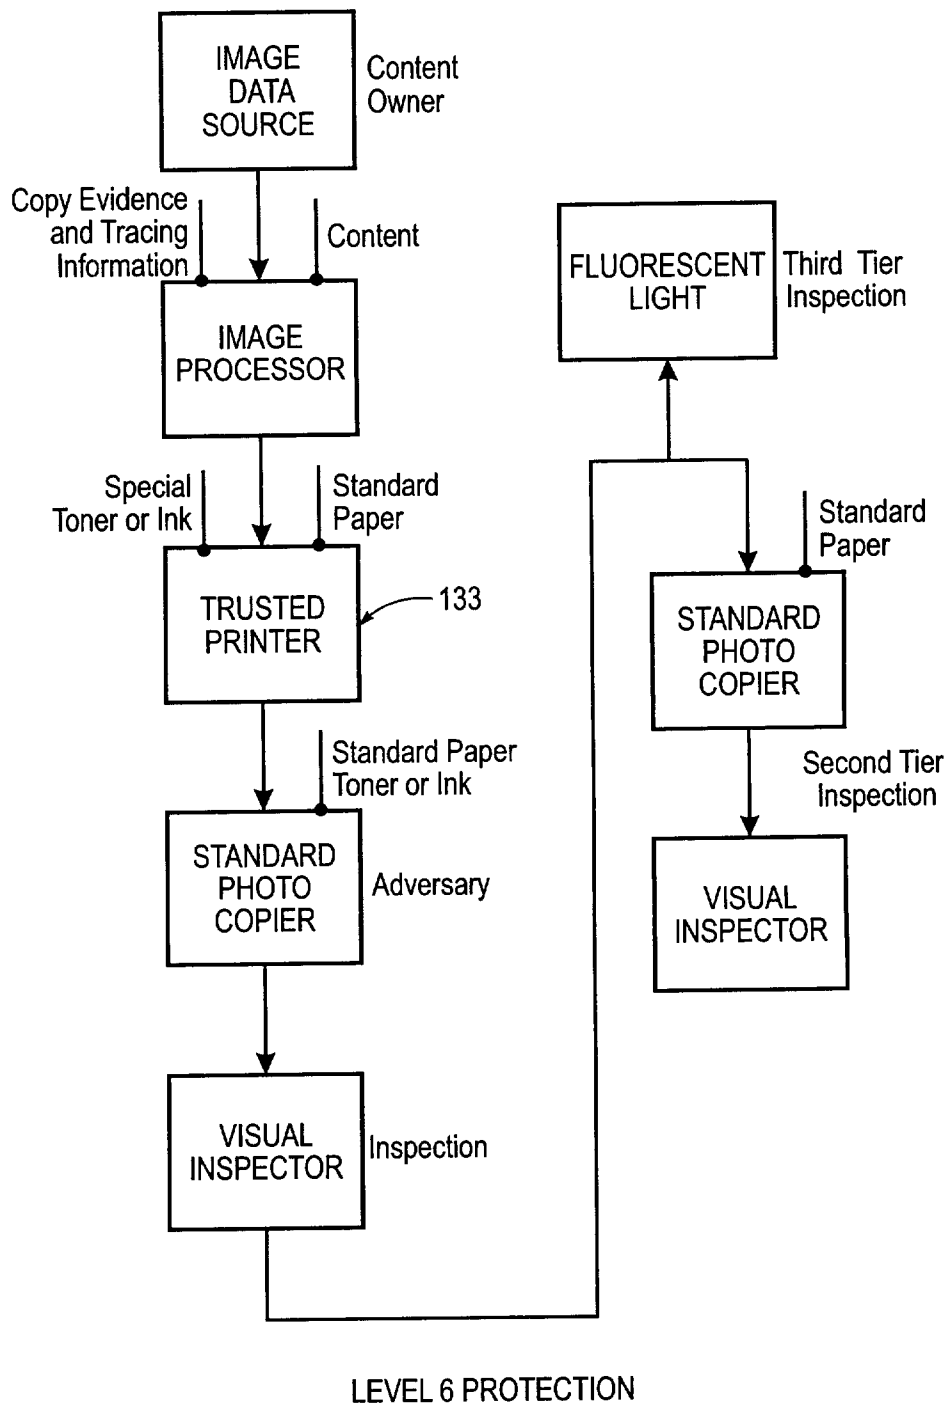 IMAGE
DATA
SOURCE
Content
Owner
Copy Evidence
and Tracing
Information
Content
IMAGE
PROCESSOR
Special
Toner or Ink
Standard
Paper
TRUSTED
PRINTER
133
Standard Paper
Toner or Ink
STANDARD
PHOTO
COPIER
Adversary
VISUAL
INSPECTOR
Inspection
FLUORESCENT
LIGHT
Third Tier
Inspection
Standard
Paper
STANDARD
PHOTO
COPIER
Second Tier
Inspection
VISUAL
INSPECTOR
LEVEL 6 PROTECTION